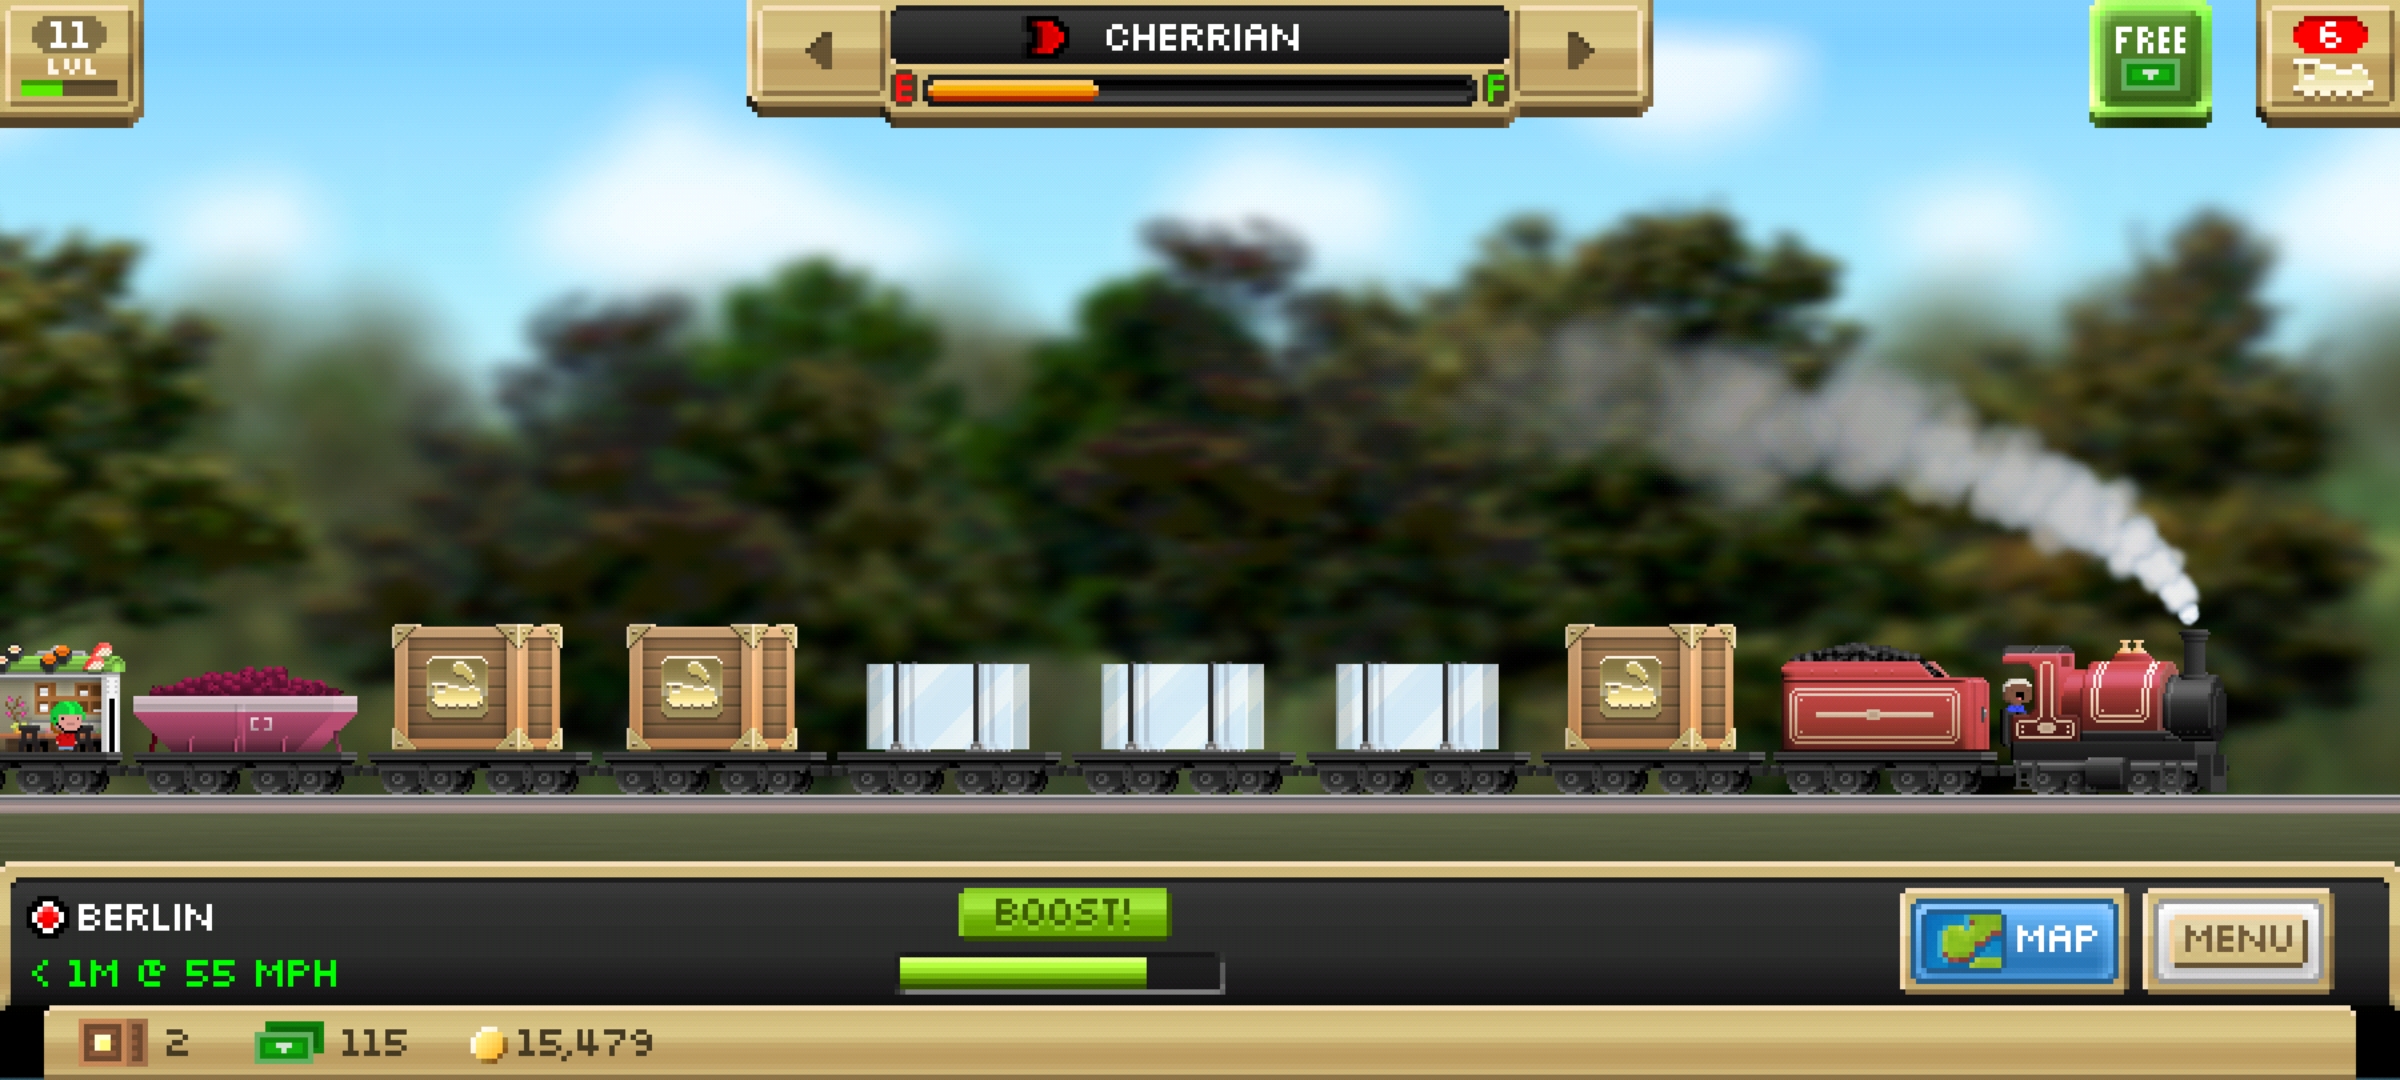 11
LVL
CHERRIAN
E F
FREE
6
BERLIN
< 1M @ 55 MPH
BOOST!
MAP
MENU
2 115 15,479